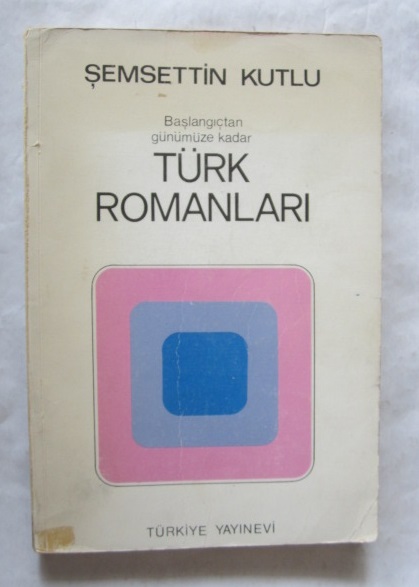 ŞEMSETTİN KUTLU
Başlangıçtan
günümüze kadar
TÜRK
ROMANLARI
TÜRKİYE YAYINEVİ